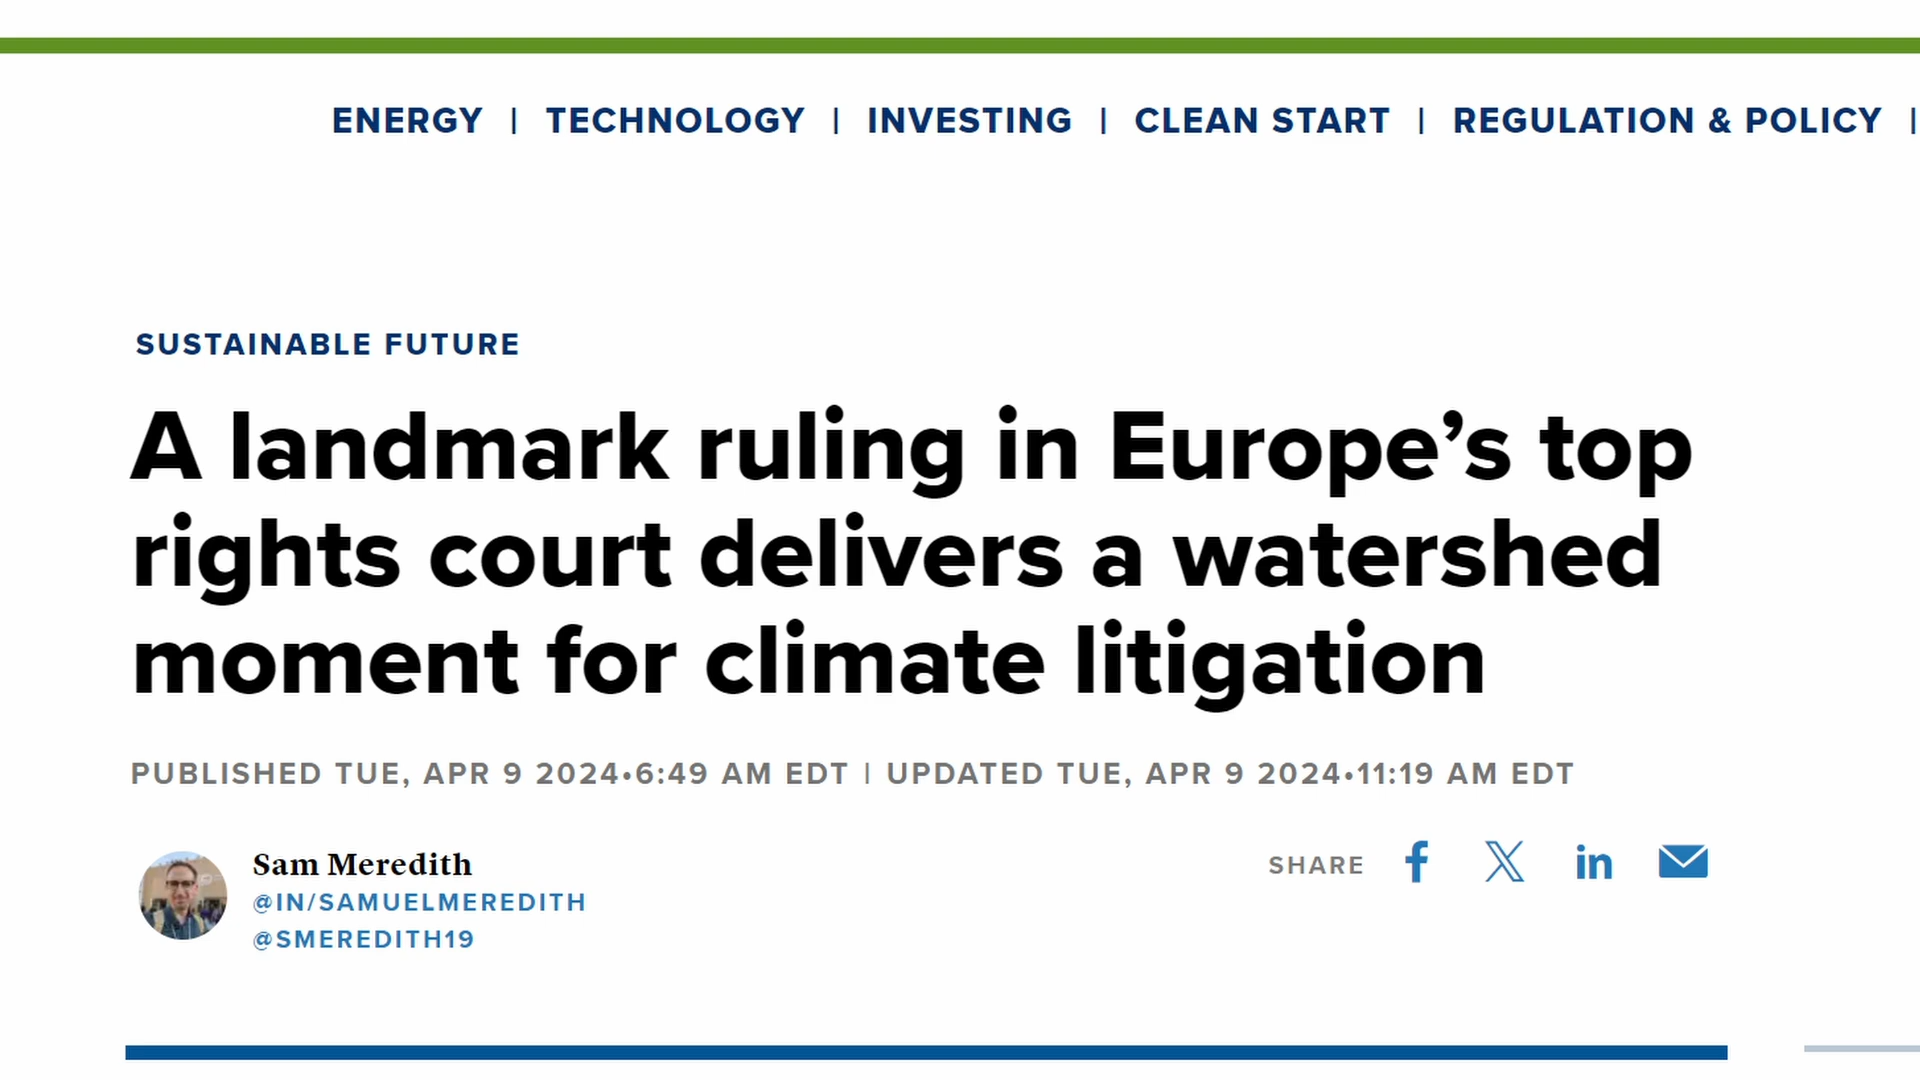 ENERGY | TECHNOLOGY | INVESTING | CLEAN START | REGULATION & POLICY |
SUSTAINABLE FUTURE
A landmark ruling in Europe’s top
rights court delivers a watershed
moment for climate litigation
PUBLISHED TUE, APR 9 2024•6:49 AM EDT | UPDATED TUE, APR 9 2024•11:19 AM EDT
Sam Meredith
@IN/SAMUELMEREDITH
@SMEREDITH19
SHARE